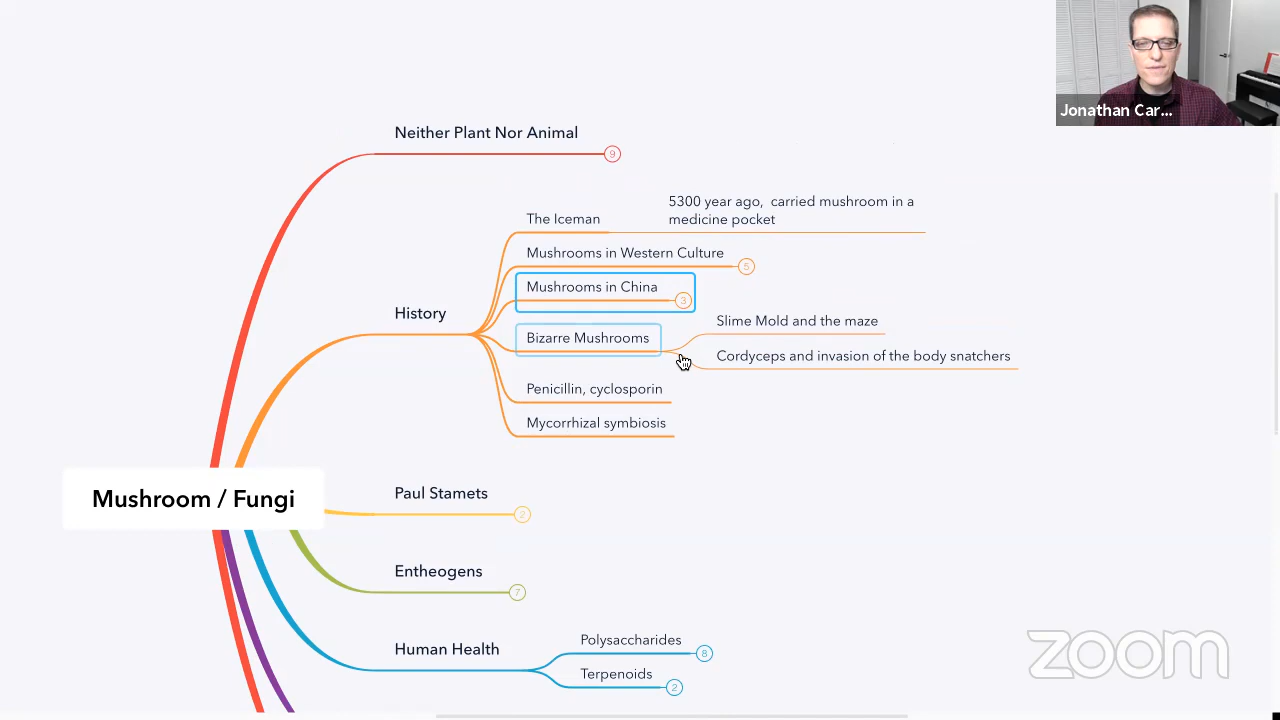 Jonathan Car...
Neither Plant Nor Animal
9
5300 year ago,  carried mushroom in a
medicine pocket
The Iceman
Mushrooms in Western Culture
5
Mushrooms in China
3
Slime Mold and the maze
History
Bizarre Mushrooms
Cordyceps and invasion of the body snatchers
Penicillin, cyclosporin
Mycorrhizal symbiosis
Mushroom / Fungi
Paul Stamets
2
Entheogens
7
Human Health
Polysaccharides
8
Terpenoids
2
zoom